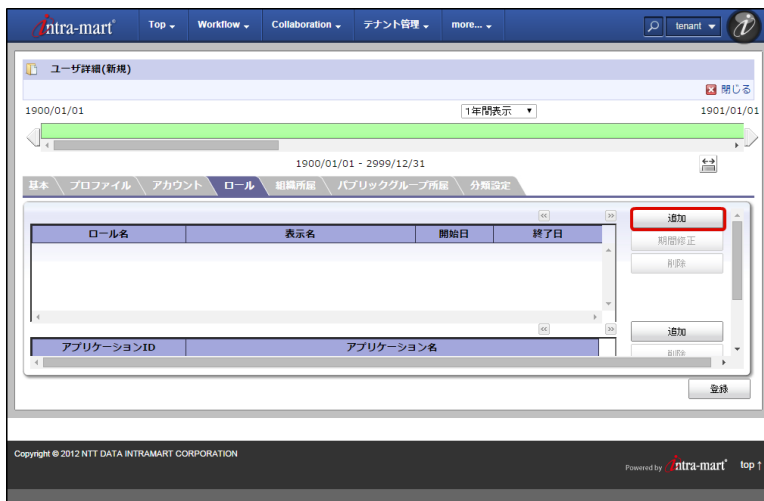 intra-mart® Top Workflow Collaboration テナント管理 more... tenant
ユーザ詳細(新規)
閉じる
1900/01/01 1年間表示 1901/01/01
1900/01/01 - 2999/12/31
基本 プロファイル アカウント ロール 組織所属 パブリックグループ所属 分類設定
追加
ロール名 表示名 開始日 終了日
期間修正
削除
追加
アプリケーションID アプリケーション名
削除
登録
Copyright © 2012 NTT DATA INTRAMART CORPORATION
Powered by intra-mart® top ↑